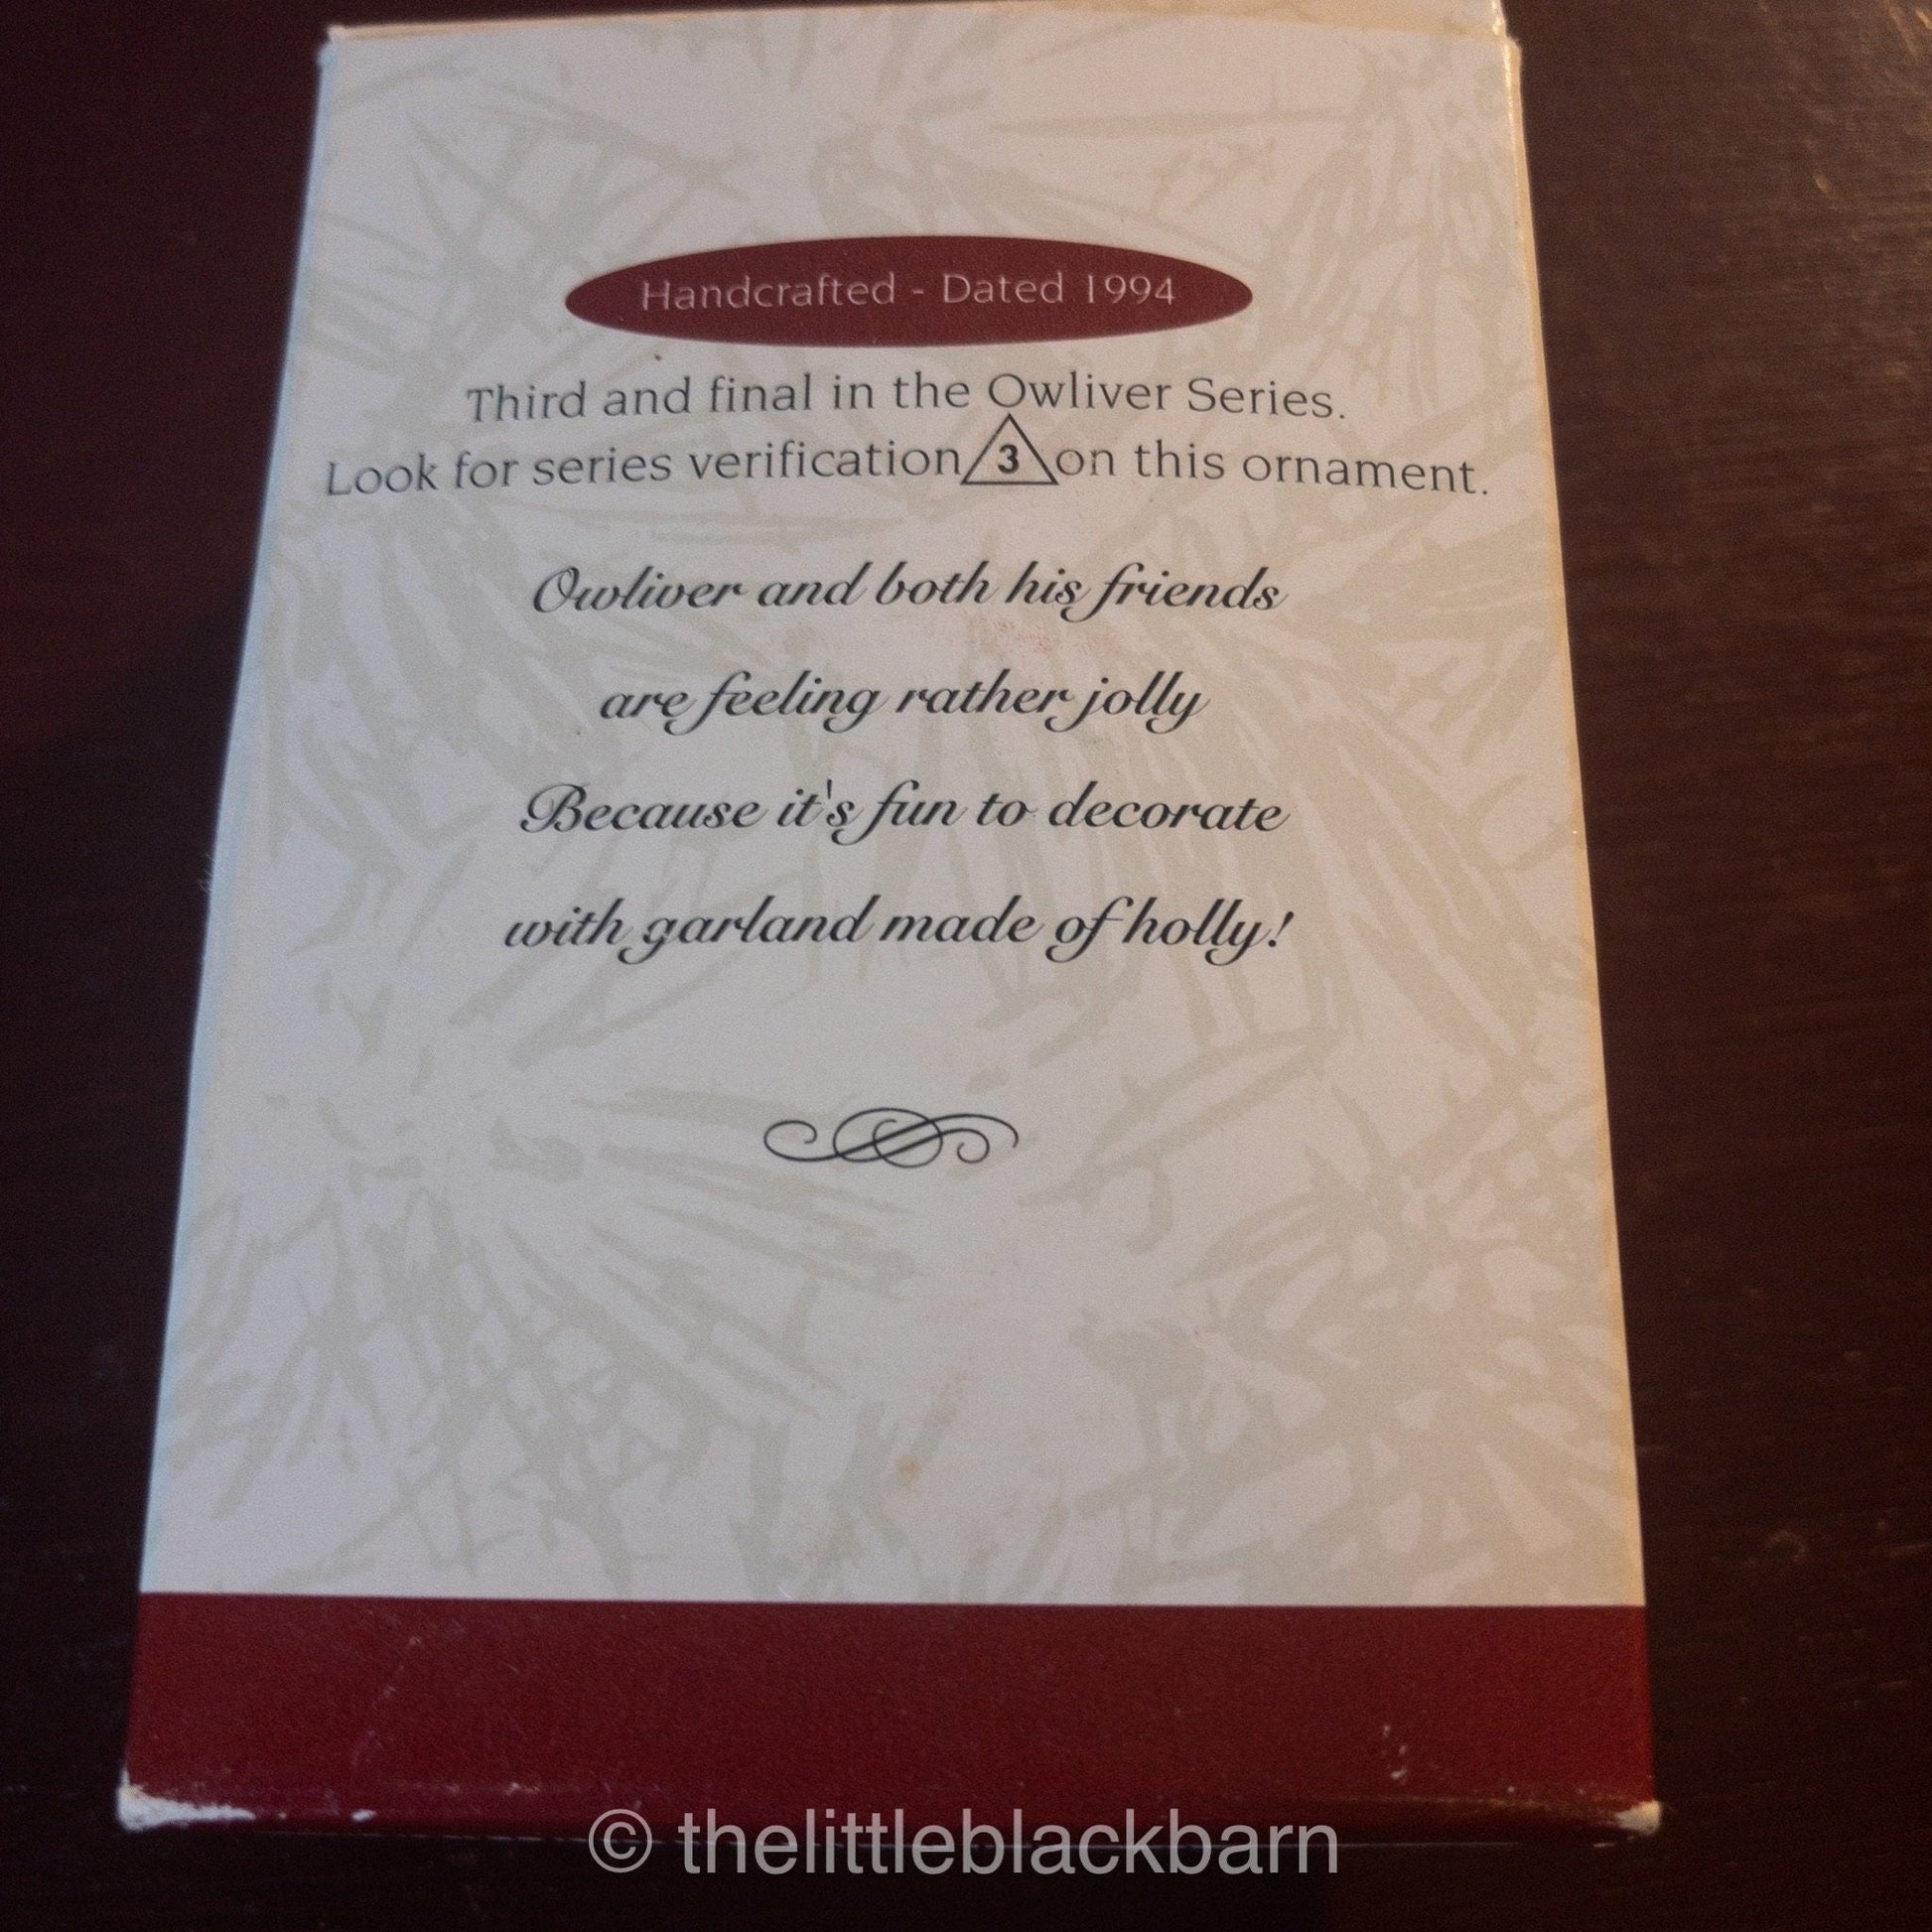 Handcrafted - Dated 1994
Third and final in the Owliver Series.
Look for series verification 3 on this ornament.
Owliver and both his friends
are feeling rather jolly
Because it's fun to decorate
with garland made of holly!
© thelittleblackbarn